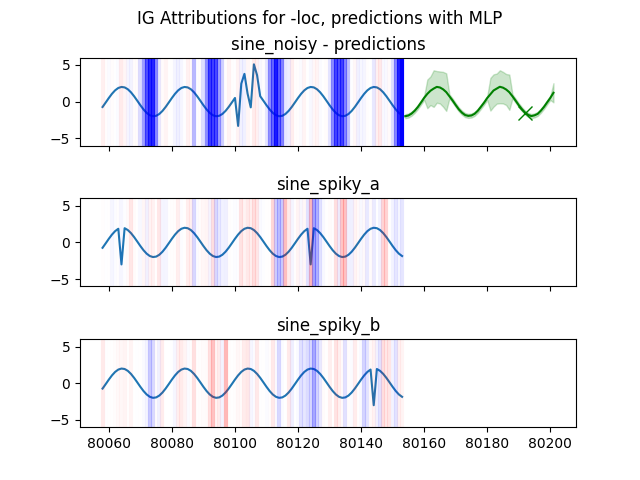 IG Attributions for -loc, predictions with MLP
sine_noisy - predictions
5
0
−5
sine_spiky_a
5
0
−5
sine_spiky_b
5
0
−5
80060 80080 80100 80120 80140 80160 80180 80200